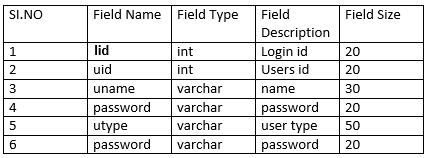 SI.NO Field Name Field Type Field Description Field Size
1 lid int Login id 20
2 uid int Users id 20
3 uname varchar name 30
4 password varchar password 20
5 utype varchar user type 50
6 password varchar password 20